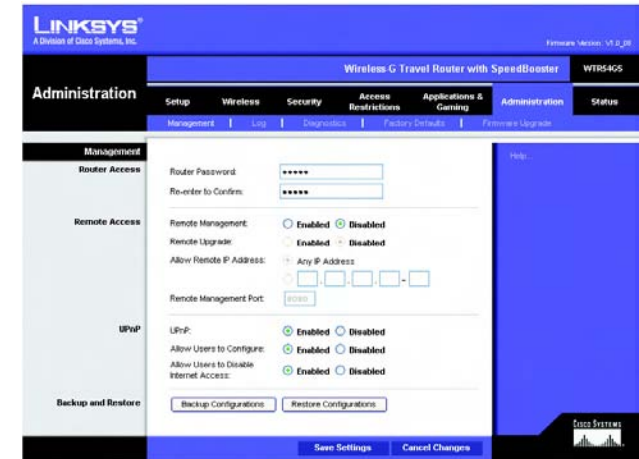 LINKSYS®
A Division of Cisco Systems, Inc.
Firmware Version: V1.0_08
Wireless-G Travel Router with SpeedBooster WTR54GS
Administration
Setup Wireless Security Access Restrictions Applications & Gaming Administration Status
Management | Log | Diagnostics | Factory Defaults | Firmware Upgrade
Management
Help...
Router Access
Router Password:
*****
Re-enter to Confirm:
*****
Remote Access
Remote Management: Enabled Disabled
Remote Upgrade: Enabled Disabled
Allow Remote IP Address: Any IP Address
. . . -
Remote Management Port: 8080
UPnP
UPnP: Enabled Disabled
Allow Users to Configure: Enabled Disabled
Allow Users to Disable
Internet Access: Enabled Disabled
Backup and Restore
Backup Configurations Restore Configurations
Save Settings Cancel Changes
CISCO SYSTEMS